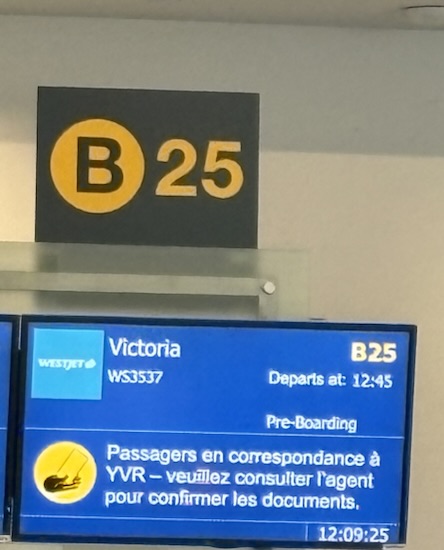 B 25
WESTJET
Victoria
B25
WS3537
Departs at: 12:45
Pre-Boarding
Passagers en correspondance à
YVR – veuillez consulter l'agent
pour confirmer les documents.
12:09:25